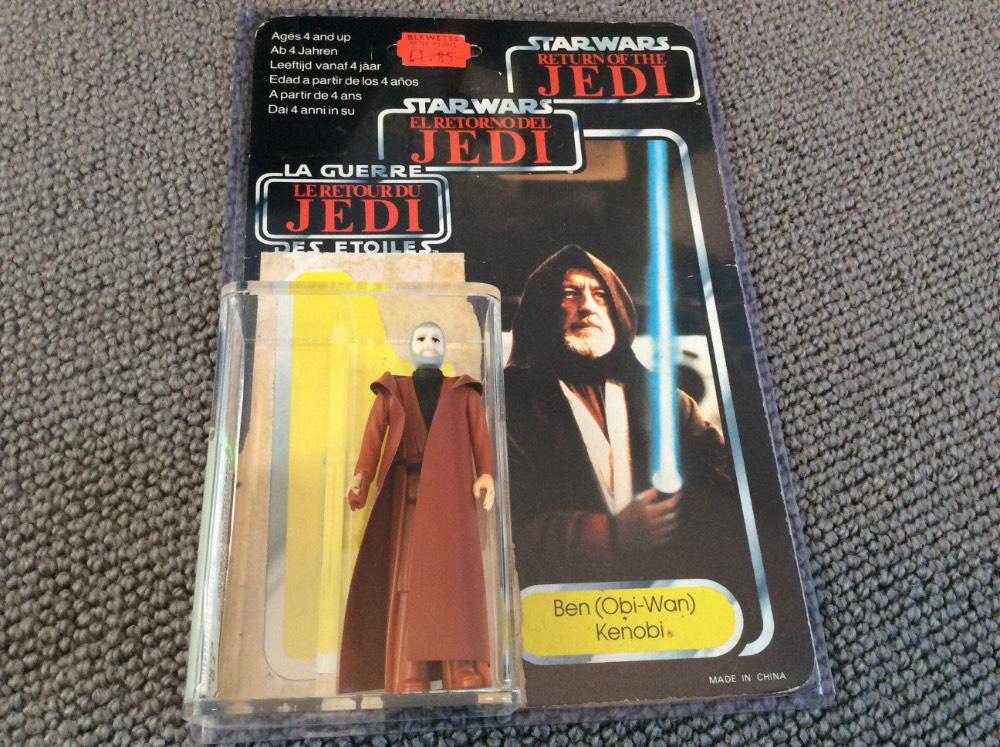 Ages 4 and up
Ab 4 Jahren
Leeftijd vanaf 4 jaar
Edad a partir de los 4 años
A partir de 4 ans
Dai 4 anni in su
BLEWETTS
£1.85
STAR WARS
RETURN OF THE
JEDI
STAR WARS
EL RETORNO DEL
JEDI
LA GUERRE
LE RETOUR DU
JEDI
DES ETOILES
Ben (Obi-Wan)
Kenobi
MADE IN CHINA